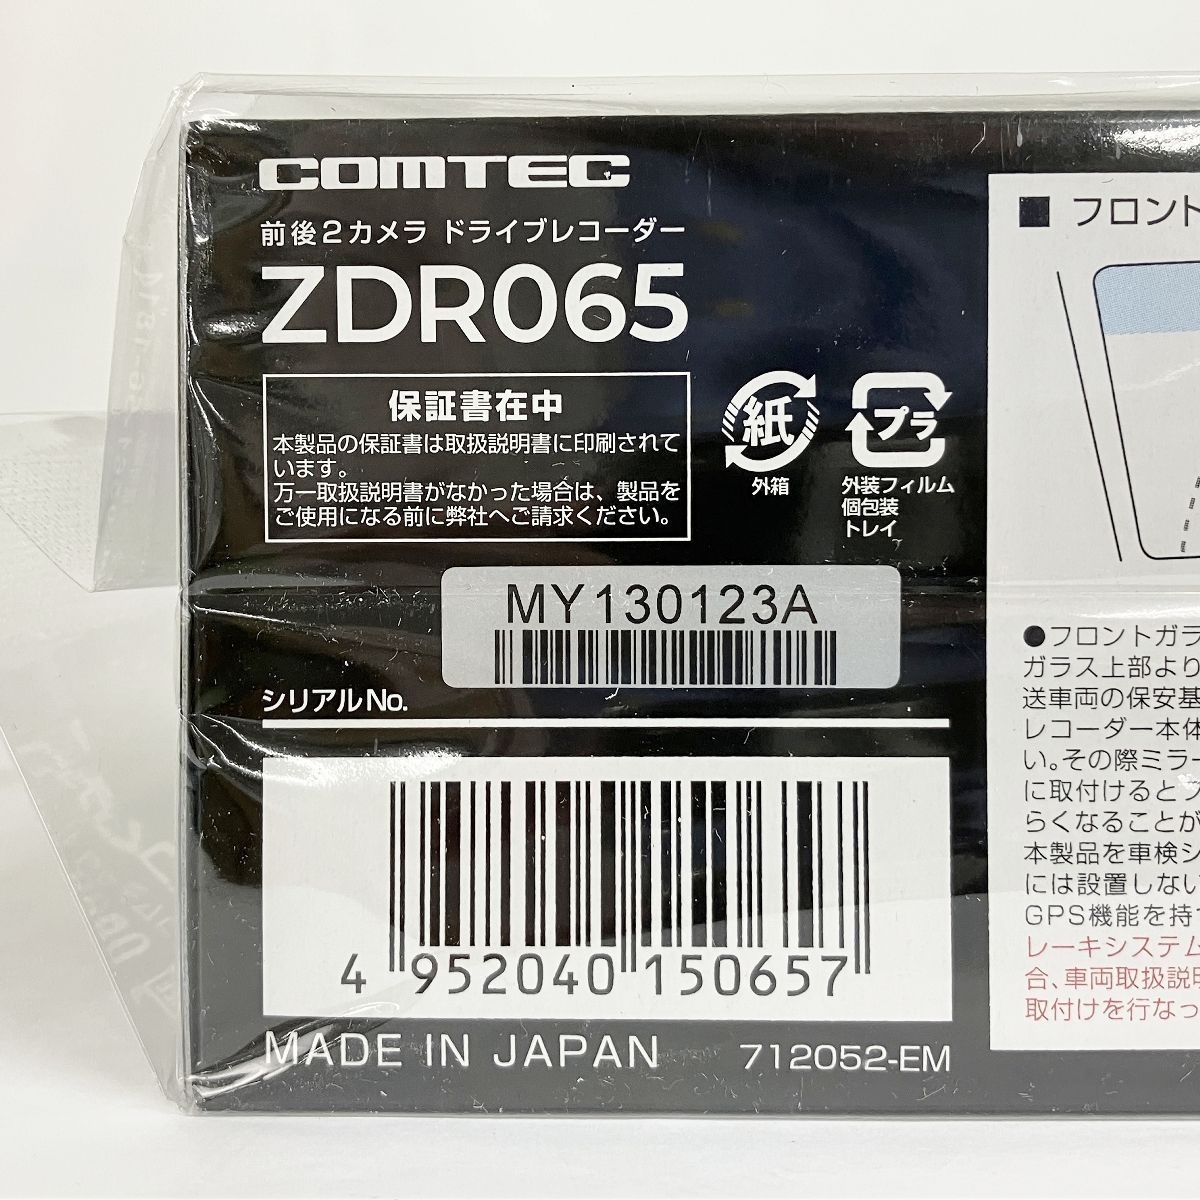 COMTEC
前後2カメラ ドライブレコーダー
ZDR065
保証書在中
本製品の保証書は取扱説明書に印刷されて
います。
万一取扱説明書がなかった場合は、製品を
ご使用になる前に弊社へご請求ください。
紙
外箱
プラ
外装フィルム
個包装
トレイ
MY130123A
シリアルNo.
4 952040 150657
MADE IN JAPAN
712052-EM
■ フロント
●フロントガラ
ガラス上部より
送車両の保安基
レコーダー本体
い。その際ミラー
に取付けるとフ
らくなることが
本製品を車検シ
には設置しない
GPS機能を持
レーキシステム
合、車両取扱説明
取付けを行なっ